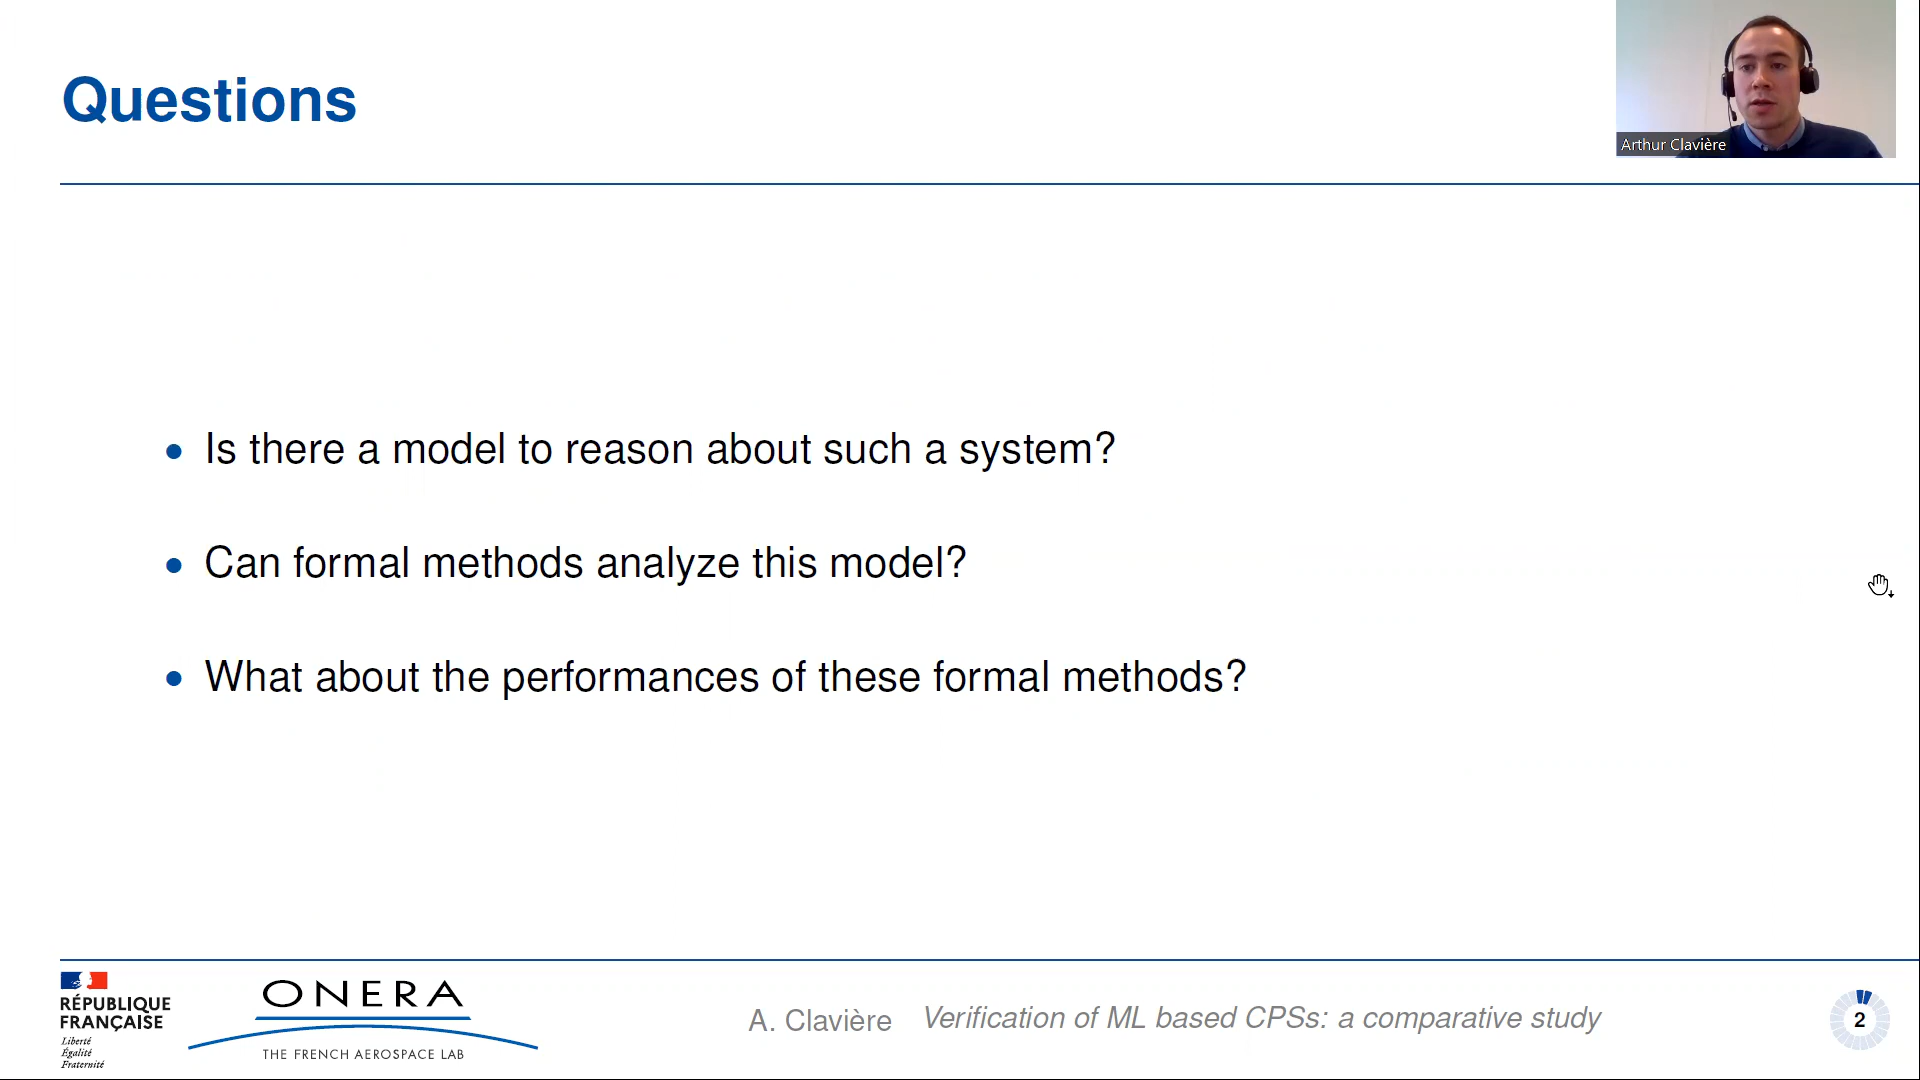 Questions
Arthur Clavière
• Is there a model to reason about such a system?
• Can formal methods analyze this model?
• What about the performances of these formal methods?
RÉPUBLIQUE
FRANÇAISE
Liberté
Égalité
Fraternité
ONERA
THE FRENCH AEROSPACE LAB
A. Clavière Verification of ML based CPSs: a comparative study
2